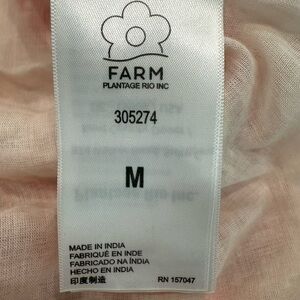 FARM
PLANTAGE RIO INC
305274
M
MADE IN INDIA
FABRIQUÉ EN INDE
FABRICADO NA ÍNDIA
HECHO EN INDIA
印度制造
RN 157047